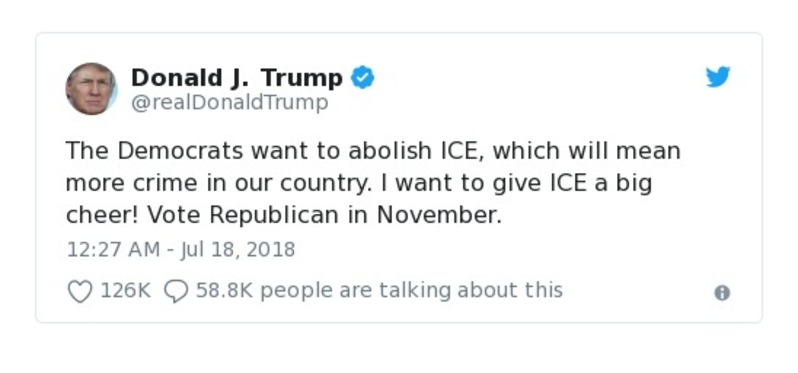 Donald J. Trump
@realDonaldTrump
The Democrats want to abolish ICE, which will mean
more crime in our country. I want to give ICE a big
cheer! Vote Republican in November.
12:27 AM - Jul 18, 2018
126K 58.8K people are talking about this